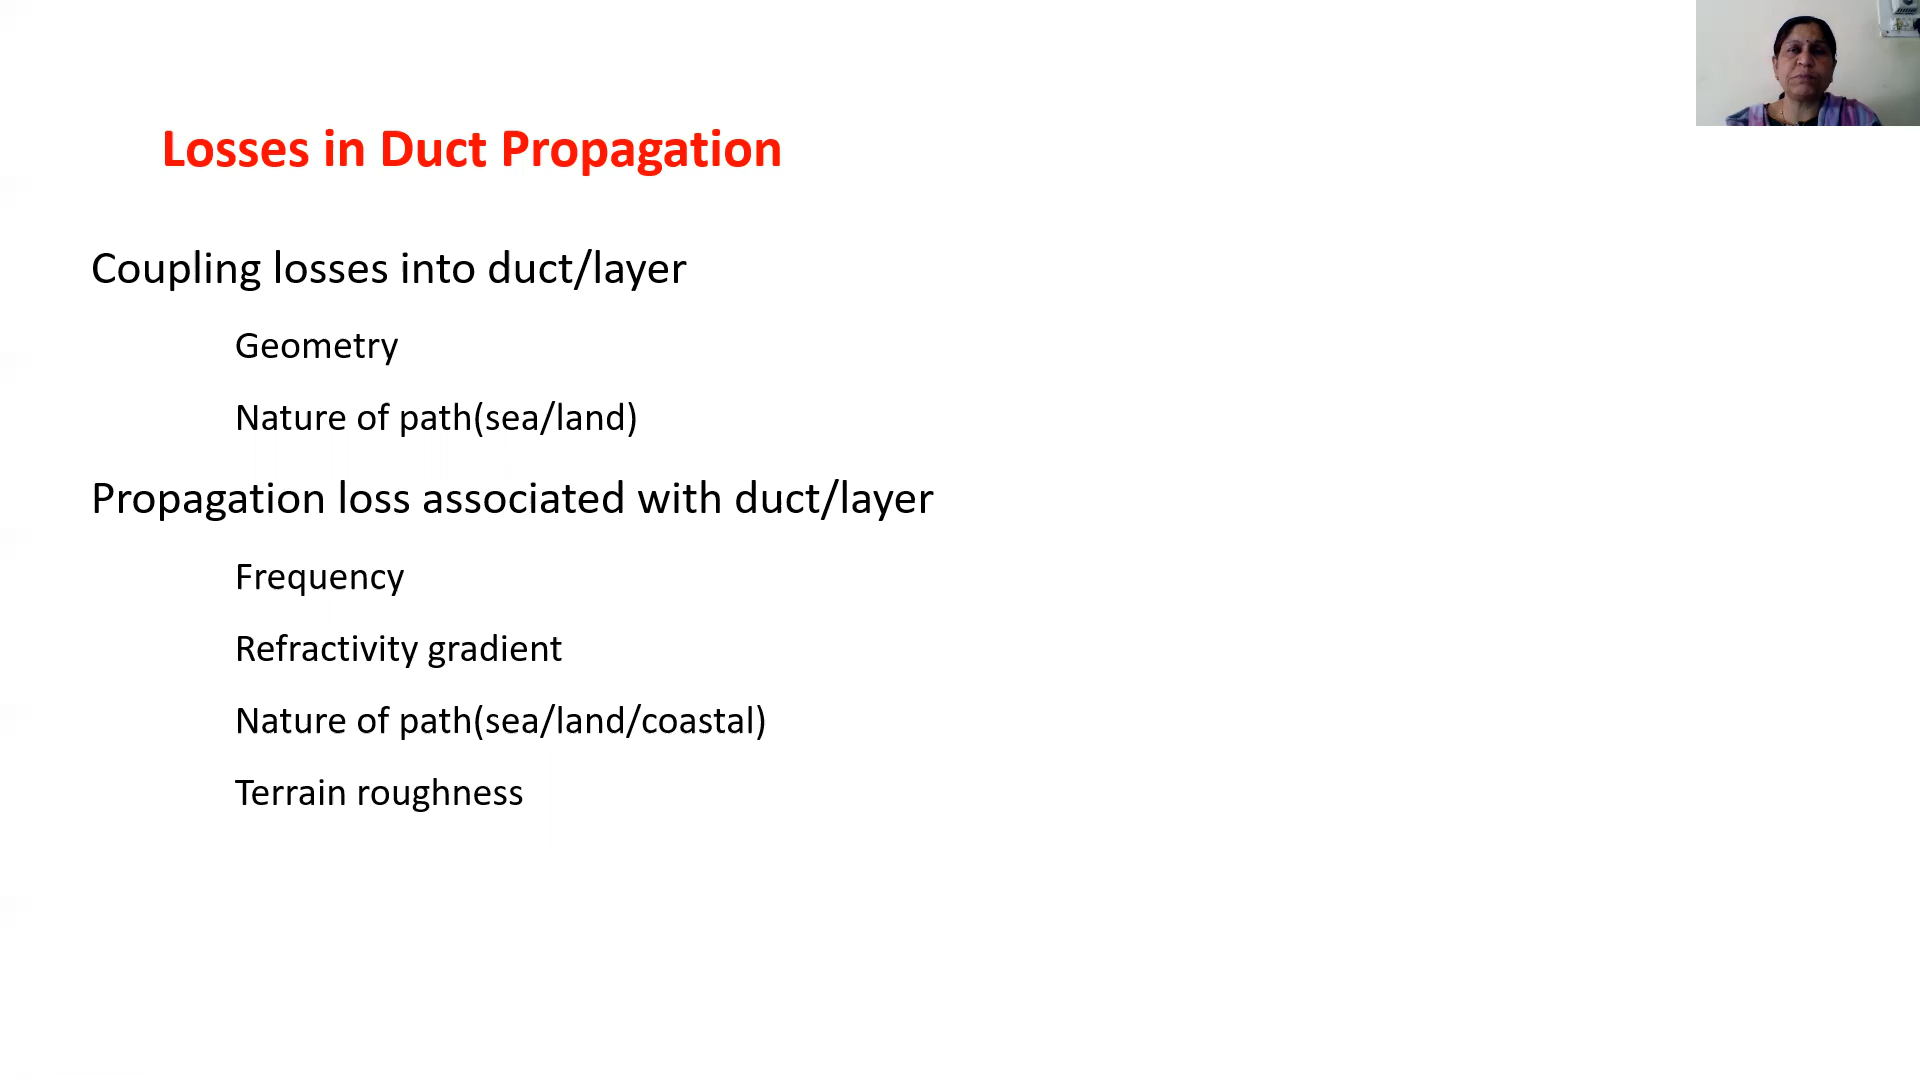 Losses in Duct Propagation
Coupling losses into duct/layer
Geometry
Nature of path(sea/land)
Propagation loss associated with duct/layer
Frequency
Refractivity gradient
Nature of path(sea/land/coastal)
Terrain roughness